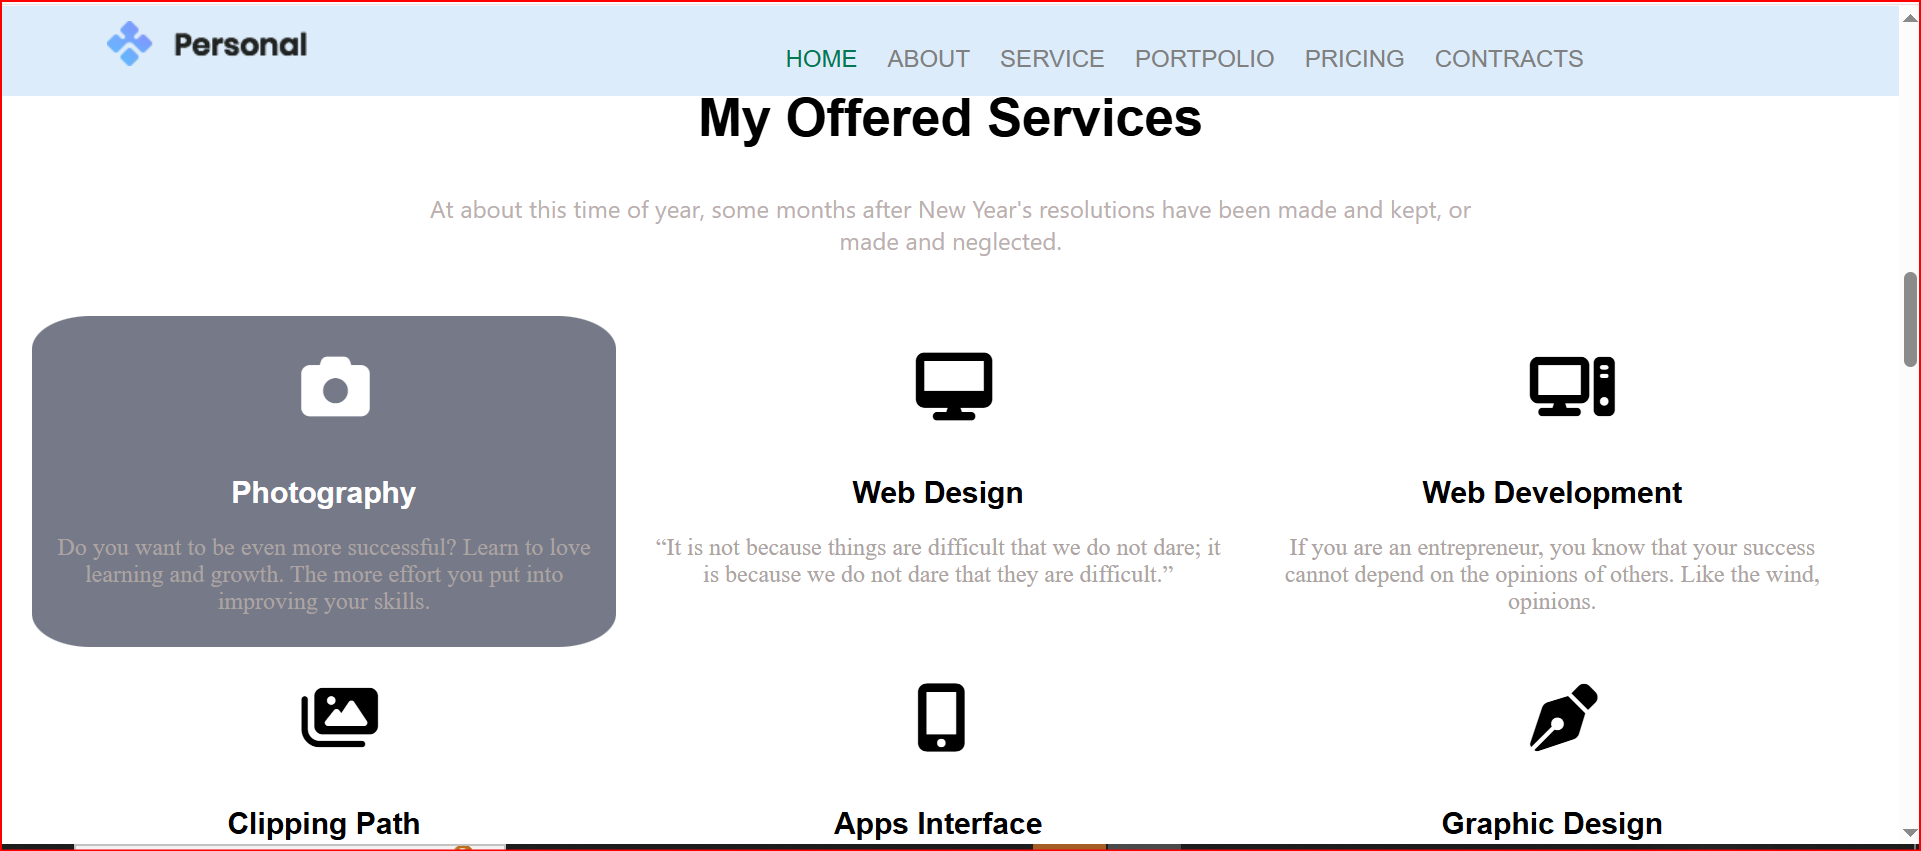 Personal
HOME ABOUT SERVICE PORTPOLIO PRICING CONTRACTS
My Offered Services
At about this time of year, some months after New Year's resolutions have been made and kept, or
made and neglected.
Photography
Do you want to be even more successful? Learn to love
learning and growth. The more effort you put into
improving your skills.
Web Design
“It is not because things are difficult that we do not dare; it
is because we do not dare that they are difficult.”
Web Development
If you are an entrepreneur, you know that your success
cannot depend on the opinions of others. Like the wind,
opinions.
Clipping Path
Apps Interface
Graphic Design